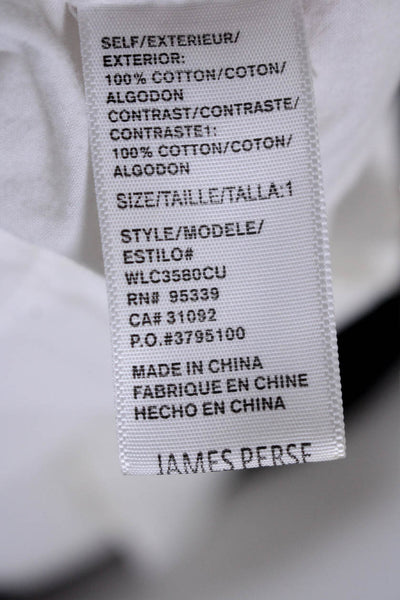 SELF/EXTERIEUR/
EXTERIOR:
100% COTTON/COTON/
ALGODON
CONTRAST/CONTRASTE/
CONTRASTE1:
100% COTTON/COTON/
ALGODON
SIZE/TAILLE/TALLA:1
STYLE/MODELE/
ESTILO#
WLC3580CU
RN# 95339
CA# 31092
P.O.#3795100
MADE IN CHINA
FABRIQUE EN CHINE
HECHO EN CHINA
JAMES PERSE